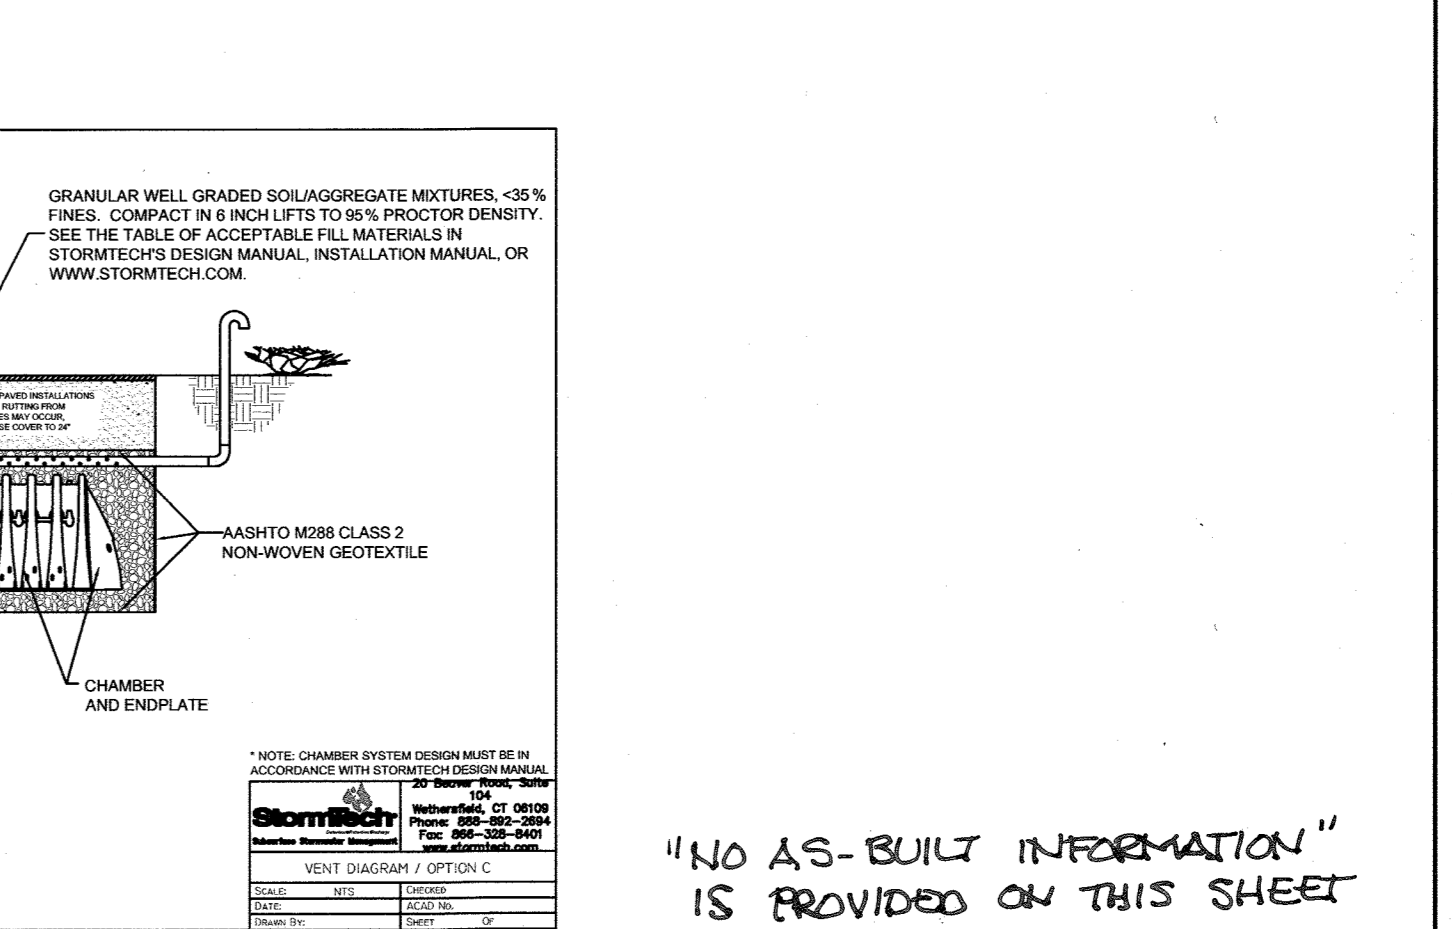 GRANULAR WELL GRADED SOIL/AGGREGATE MIXTURES, <35%
FINES. COMPACT IN 6 INCH LIFTS TO 95% PROCTOR DENSITY.
SEE THE TABLE OF ACCEPTABLE FILL MATERIALS IN
STORMTECH'S DESIGN MANUAL, INSTALLATION MANUAL, OR
WWW.STORMTECH.COM.
PAVED INSTALLATIONS
RUTTING FROM
ES MAY OCCUR,
SE COVER TO 24"
AASHTO M288 CLASS 2
NON-WOVEN GEOTEXTILE
CHAMBER
AND ENDPLATE
* NOTE: CHAMBER SYSTEM DESIGN MUST BE IN
ACCORDANCE WITH STORMTECH DESIGN MANUAL
StormTech
Subsurface Stormwater Management
20 Beaver Road, Suite
104
Wethersfield, CT 06109
Phone: 888-892-2694
Fax: 866-328-8401
www.stormtech.com
VENT DIAGRAM / OPTION C
SCALE: NTS
CHECKED
DATE:
ACAD No.
DRAWN BY:
SHEET OF
"NO AS-BUILT INFORMATION"
IS PROVIDED ON THIS SHEET